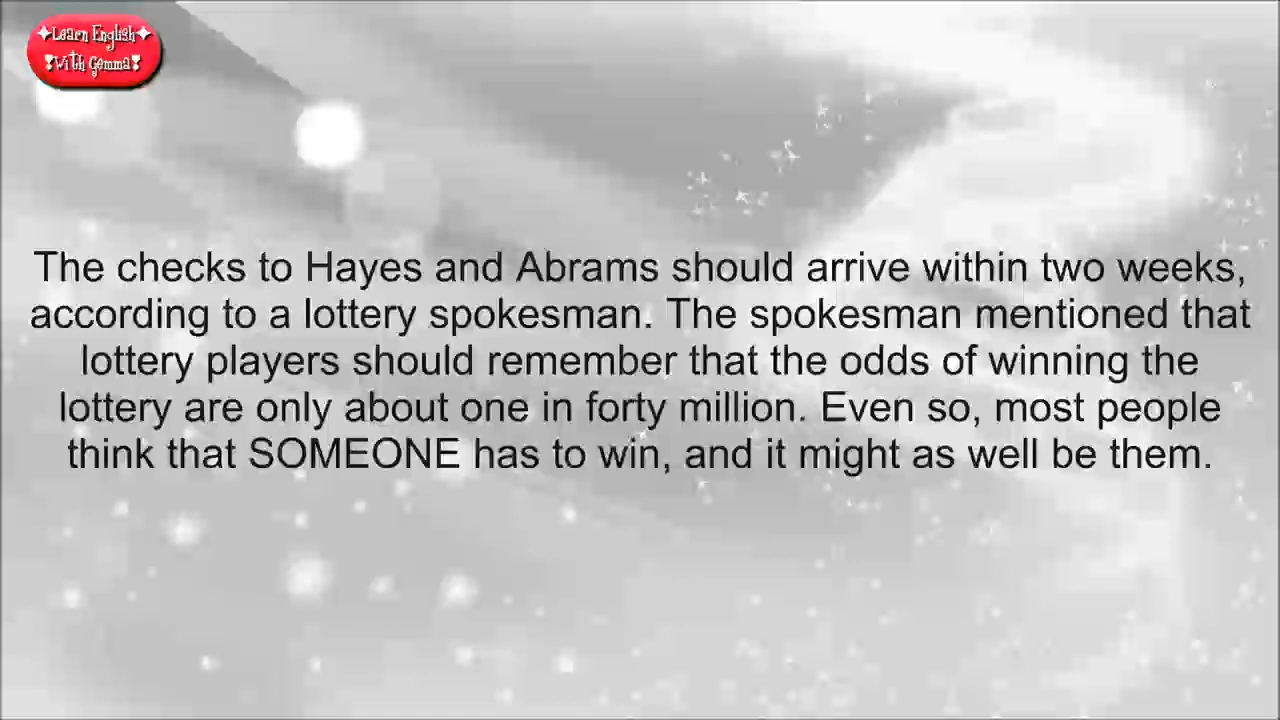 Learn English
With Gemma
The checks to Hayes and Abrams should arrive within two weeks,
according to a lottery spokesman. The spokesman mentioned that
lottery players should remember that the odds of winning the
lottery are only about one in forty million. Even so, most people
think that SOMEONE has to win, and it might as well be them.